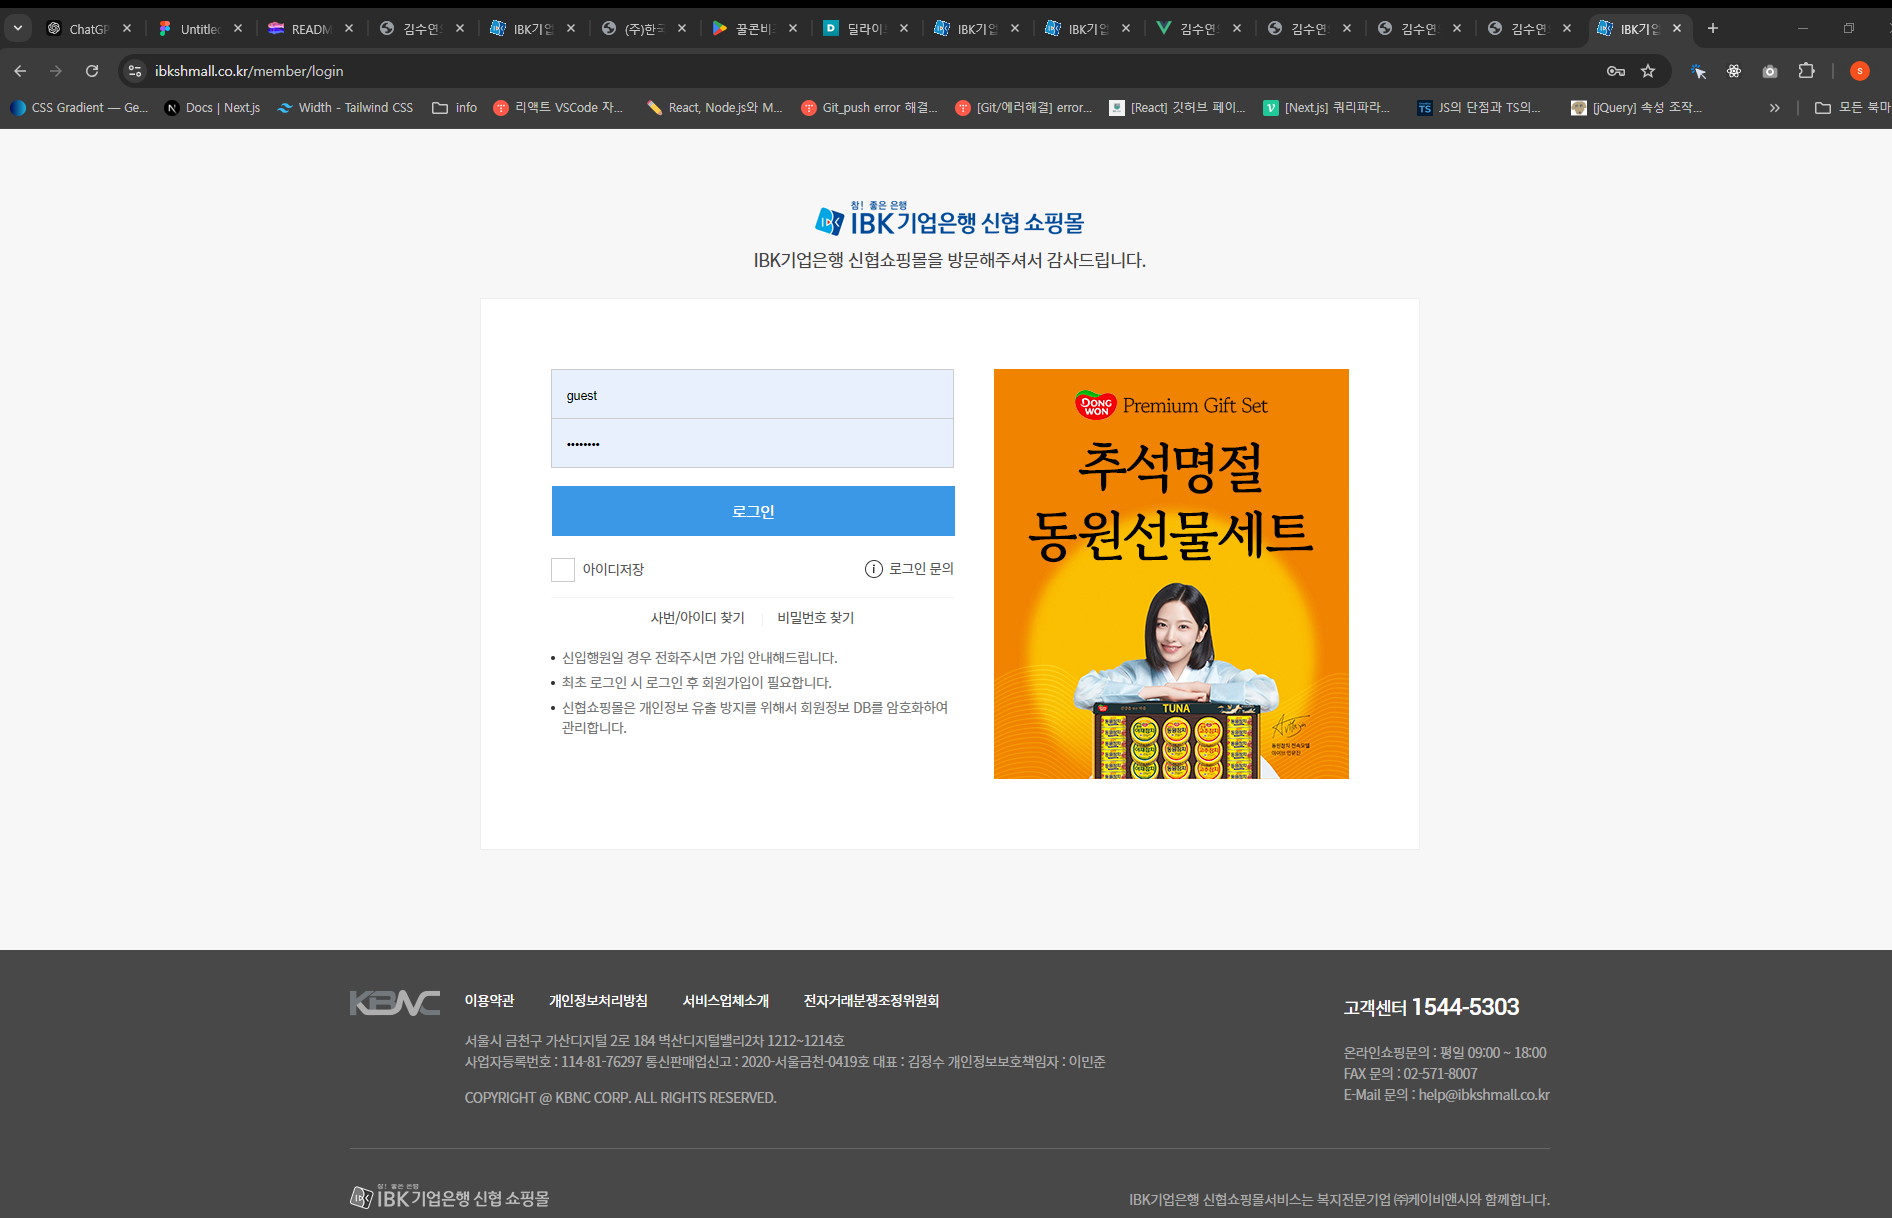 ChatGP
Untitled
README
김수연
IBK기업
(주)한국
꿀콘비
딜라이
IBK기업
IBK기업
김수연
김수연
김수연
김수연
IBK기업
ibkshmall.co.kr/member/login
S
CSS Gradient — Ge...
Docs | Next.js
Width - Tailwind CSS
info
리액트 VSCode 자...
React, Node.js와 M...
Git_push error 해결...
[Git/에러해결] error...
[React] 깃허브 페이...
[Next.js] 쿼리파라...
JS의 단점과 TS의...
[jQuery] 속성 조작...
모든 북마
참! 좋은 은행
IBK기업은행 신협 쇼핑몰
IBK기업은행 신협쇼핑몰을 방문해주셔서 감사드립니다.
guest
••••••••
로그인
아이디저장
로그인 문의
사번/아이디 찾기
비밀번호 찾기
• 신입행원일 경우 전화주시면 가입 안내해드립니다.
• 최초 로그인 시 로그인 후 회원가입이 필요합니다.
• 신협쇼핑몰은 개인정보 유출 방지를 위해서 회원정보 DB를 암호화하여
관리합니다.
DONG WON Premium Gift Set
추석명절
동원선물세트
TUNA
KBNC
이용약관
개인정보처리방침
서비스업체소개
전자거래분쟁조정위원회
서울시 금천구 가산디지털 2로 184 벽산디지털밸리2차 1212~1214호
사업자등록번호 : 114-81-76297 통신판매업신고 : 2020-서울금천-0419호 대표 : 김정수 개인정보보호책임자 : 이민준
COPYRIGHT @ KBNC CORP. ALL RIGHTS RESERVED.
고객센터 1544-5303
온라인쇼핑문의 : 평일 09:00 ~ 18:00
FAX 문의 : 02-571-8007
E-Mail 문의 : help@ibkshmall.co.kr
참! 좋은 은행
IBK기업은행 신협 쇼핑몰
IBK기업은행 신협쇼핑몰서비스는 복지전문기업 ㈜케이비앤시와 함께합니다.